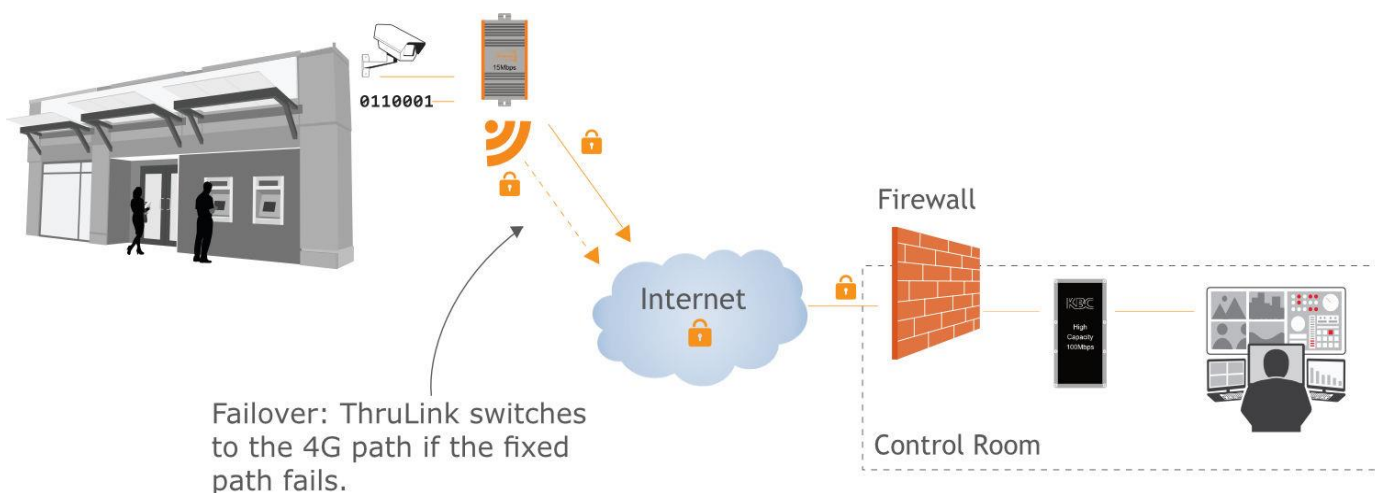 15Mbps
0110001
Firewall
Internet
KBC
High
Capacity
100Mbps
Control Room
Failover: ThruLink switches
to the 4G path if the fixed
path fails.